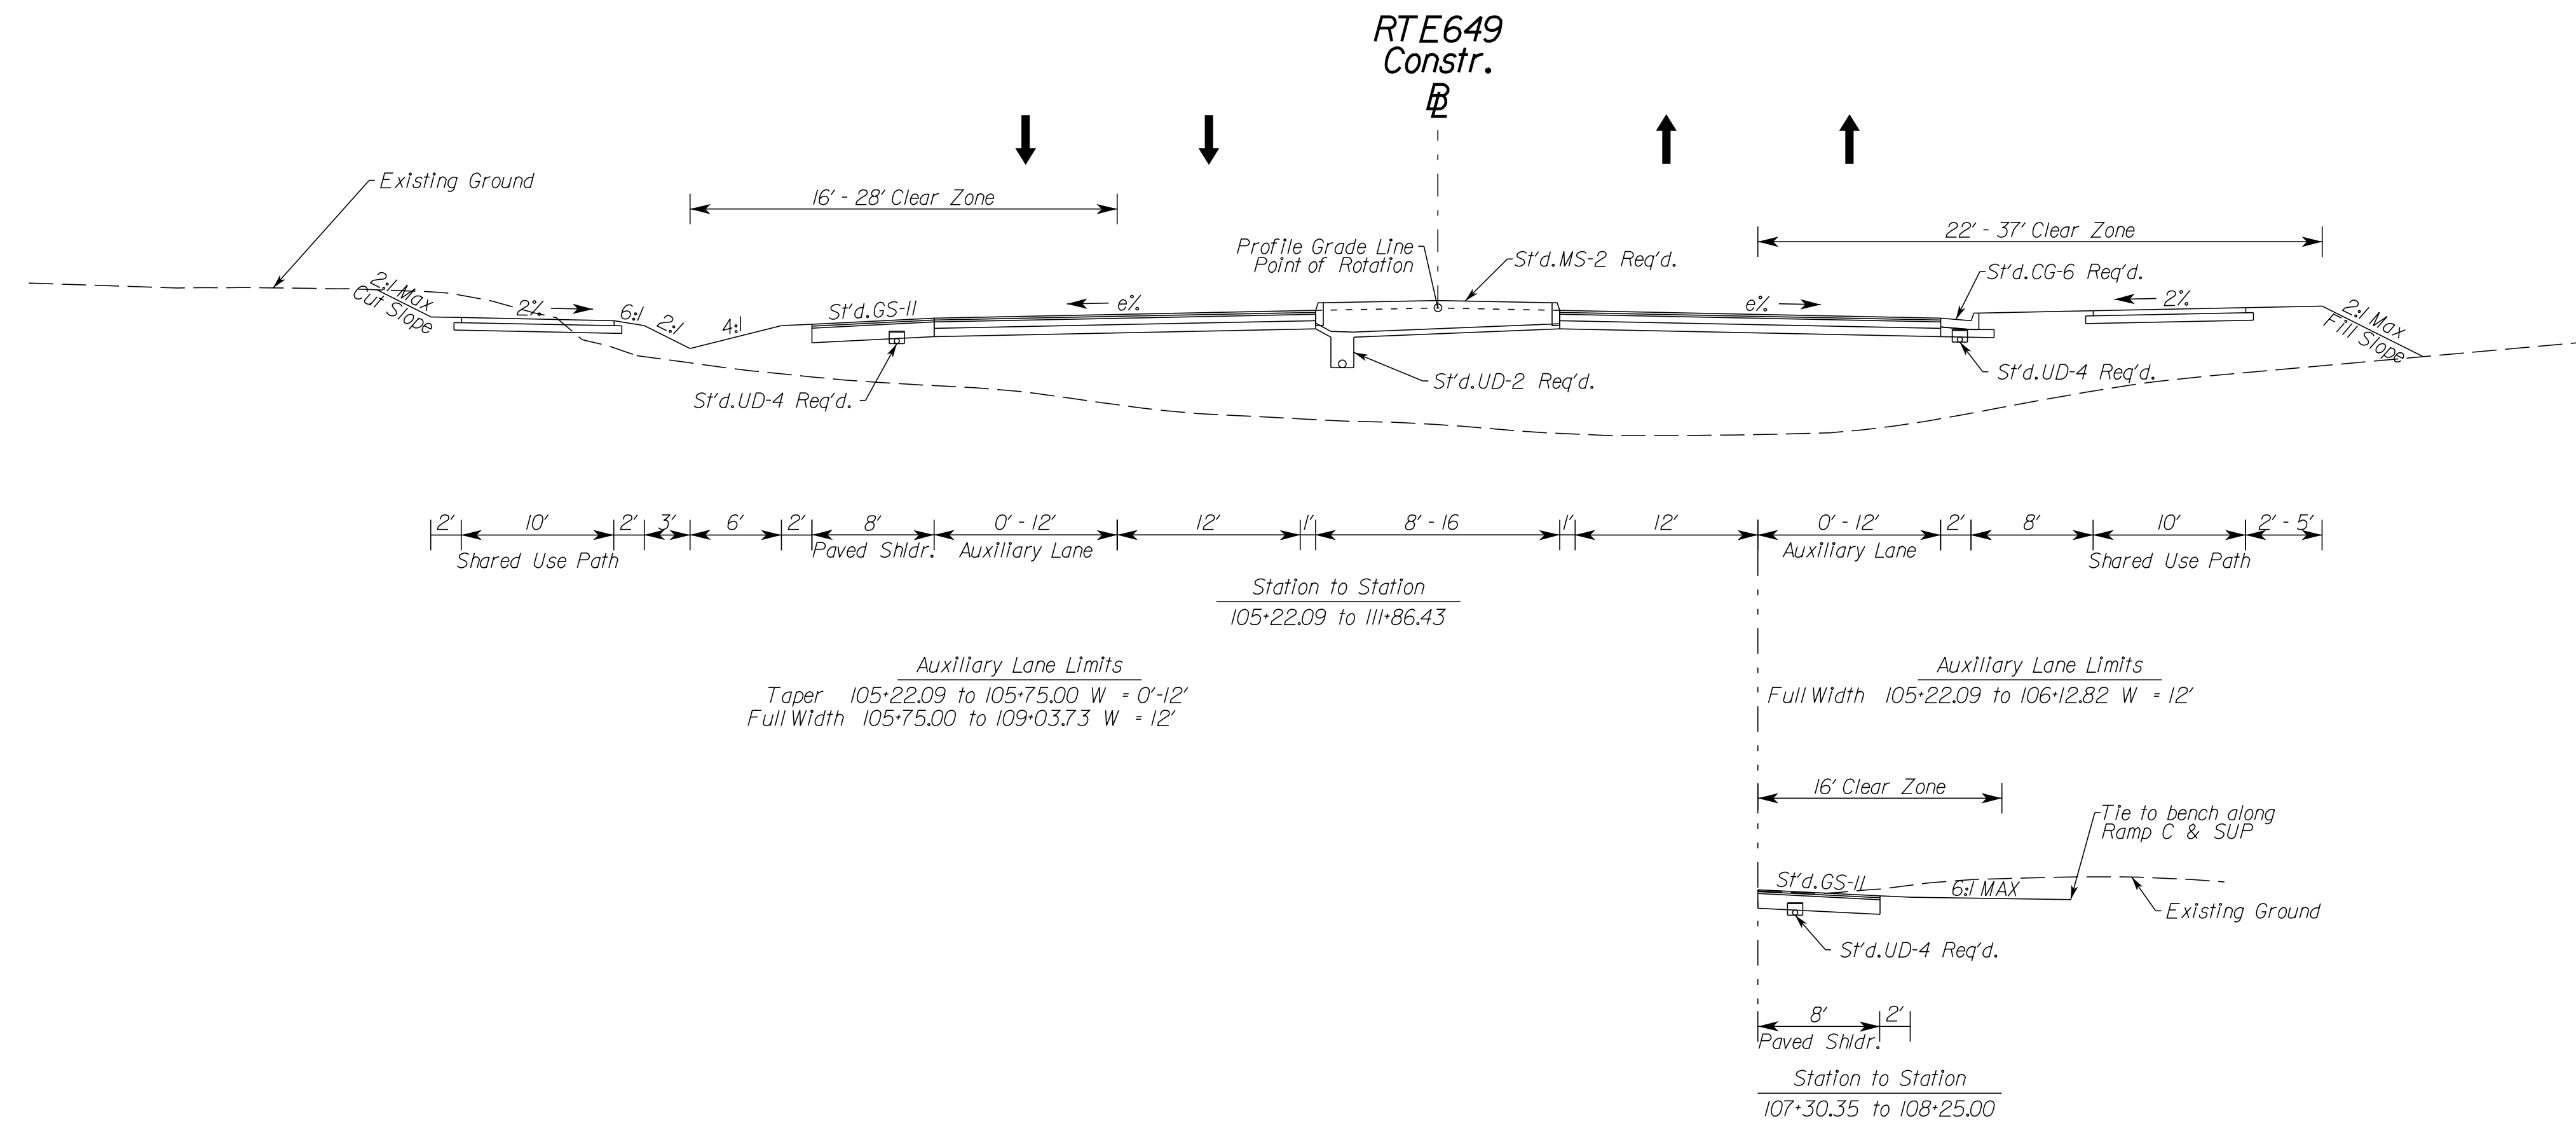 RTE649
Constr.
BL
Existing Ground
16' - 28' Clear Zone
22' - 37' Clear Zone
Profile Grade Line
Point of Rotation
St'd.MS-2 Req'd.
St'd.CG-6 Req'd.
2:1 Max
Cut Slope
2%
6:1
2:1
4:1
St'd.GS-11
e%
e%
2%
2:1 Max
Fill Slope
St'd.UD-4 Req'd.
St'd.UD-2 Req'd.
St'd.UD-4 Req'd.
2' 10' 2' 3' 6' 2' 8' 0' - 12' 12' 1' 8' - 16 1' 12' 0' - 12' 2' 8' 10' 2' - 5'
Shared Use Path Paved Shldr. Auxiliary Lane Auxiliary Lane Shared Use Path
Station to Station
105+22.09 to 111+86.43
Auxiliary Lane Limits
Taper 105+22.09 to 105+75.00 W = 0'-12'
Full Width 105+75.00 to 109+03.73 W = 12'
Auxiliary Lane Limits
Full Width 105+22.09 to 106+12.82 W = 12'
16' Clear Zone
Tie to bench along
Ramp C & SUP
St'd.GS-11
6:1 MAX
Existing Ground
St'd.UD-4 Req'd.
8' 2'
Paved Shldr.
Station to Station
107+30.35 to 108+25.00